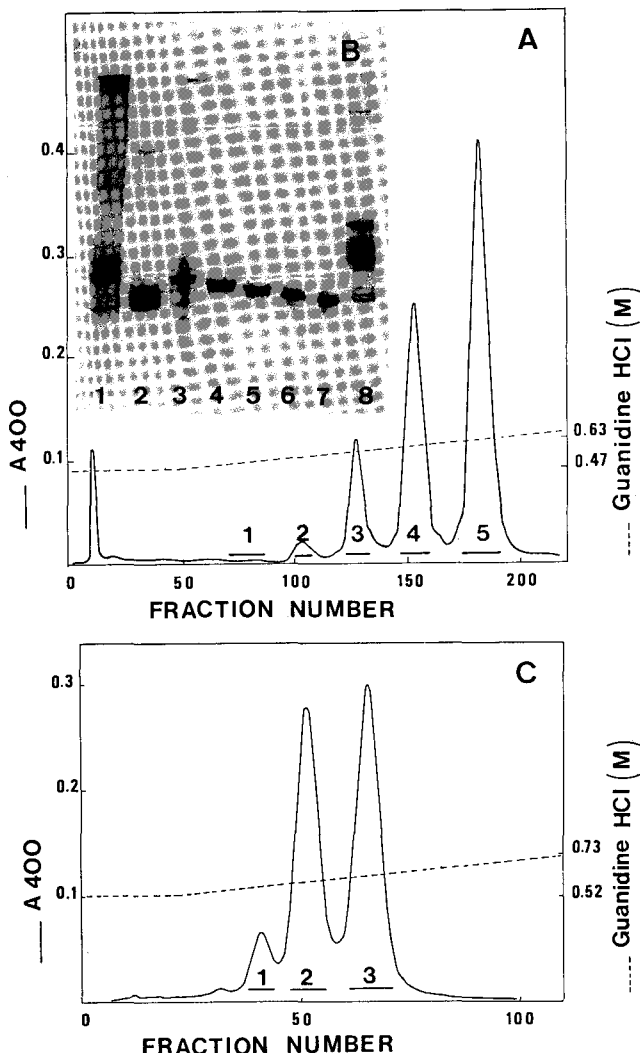 B
A
0.4
0.3
0.2
0.1
1 2 3 4 5 6 7 8
0.63
0.47
1 2 3 4 5
0 50 100 150 200
FRACTION NUMBER
A 400
Guanidine HCl (M)
C
0.3
0.2
0.1
0
0.73
0.52
1 2 3
0 50 100
FRACTION NUMBER
A 400
Guanidine HCl (M)